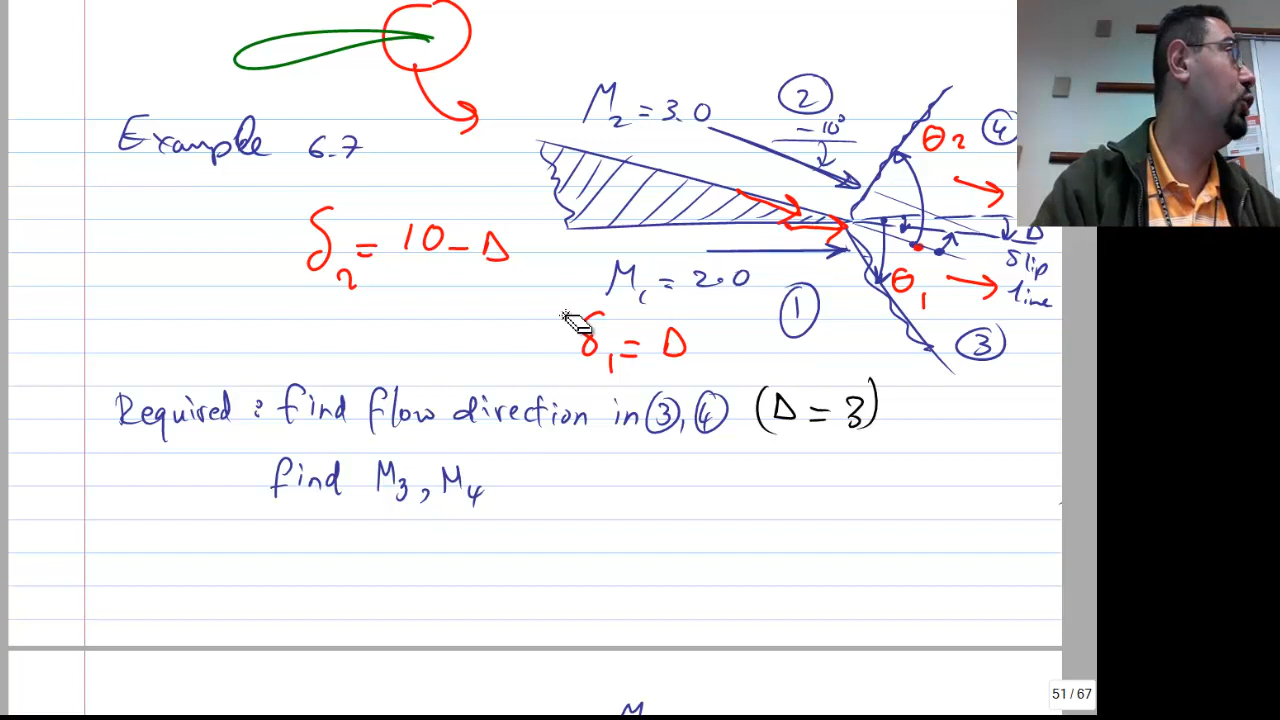 Example 6.7
M₂ = 3.0
②
-10°
θ₂
④
δ₂ = 10 - Δ
Δ
slip
line
M₁ = 2.0
θ₁
①
③
δ₁ = Δ
Required : find flow direction in ③, ④ (Δ = 3)
find M₃, M₄
51 / 67